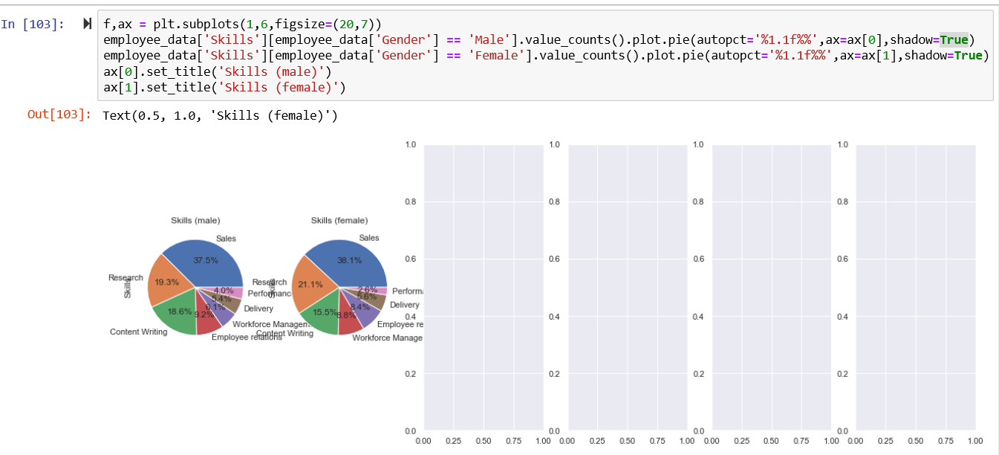 In [103]:
f,ax = plt.subplots(1,6,figsize=(20,7))
employee_data['Skills'][employee_data['Gender'] == 'Male'].value_counts().plot.pie(autopct='%1.1f%%',ax=ax[0],shadow=True)
employee_data['Skills'][employee_data['Gender'] == 'Female'].value_counts().plot.pie(autopct='%1.1f%%',ax=ax[1],shadow=True)
ax[0].set_title('Skills (male)')
ax[1].set_title('Skills (female)')
Out[103]: Text(0.5, 1.0, 'Skills (female)')
Skills (male)
Sales
37.5%
Research
19.3%
Skills
18.6%
Content Writing
9.2%
Employee relations
6.1%
Workforce Managem
5.4%
Delivery
4.0%
Performanc
Skills (female)
Sales
38.1%
Research
21.1%
Skills
15.5%
Content Writing
8.8%
Workforce Manage
8.4%
Employee re
5.6%
Delivery
2.6%
Performa
1.0
0.8
0.6
0.4
0.2
0.0
0.00 0.25 0.50 0.75 1.00
1.0
0.8
0.6
0.4
0.2
0.0
0.00 0.25 0.50 0.75 1.00
1.0
0.8
0.6
0.4
0.2
0.0
0.00 0.25 0.50 0.75 1.00
1.0
0.8
0.6
0.4
0.2
0.0
0.00 0.25 0.50 0.75 1.00